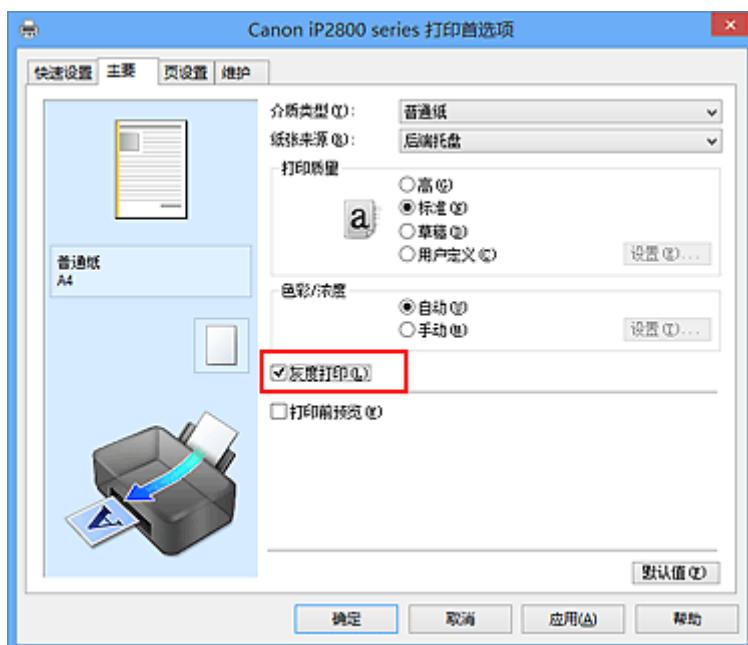 Canon iP2800 series 打印首选项
快速设置 主要 页设置 维护
介质类型(Y): 普通纸
纸张来源(R): 后端托盘
打印质量
高(G)
a
标准(X)
草稿(D)
普通纸
用户定义(C) 设置(E)...
A4
色彩/浓度
自动(U)
手动(M) 设置(T)...
灰度打印(L)
打印前预览(W)
A
默认值(F)
确定 取消 应用(A) 帮助